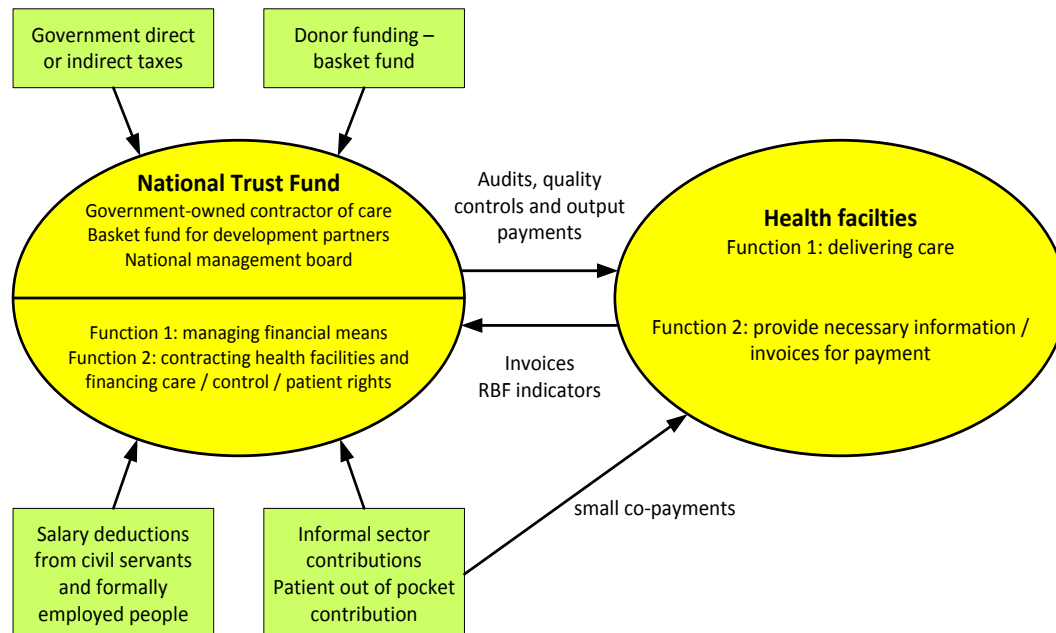 Government direct
or indirect taxes
Donor funding –
basket fund
National Trust Fund
Government-owned contractor of care
Basket fund for development partners
National management board
Function 1: managing financial means
Function 2: contracting health facilities and
financing care / control / patient rights
Audits, quality
controls and output
payments
Invoices
RBF indicators
Health facilties
Function 1: delivering care
Function 2: provide necessary information /
invoices for payment
small co-payments
Salary deductions
from civil servants
and formally
employed people
Informal sector
contributions
Patient out of pocket
contribution